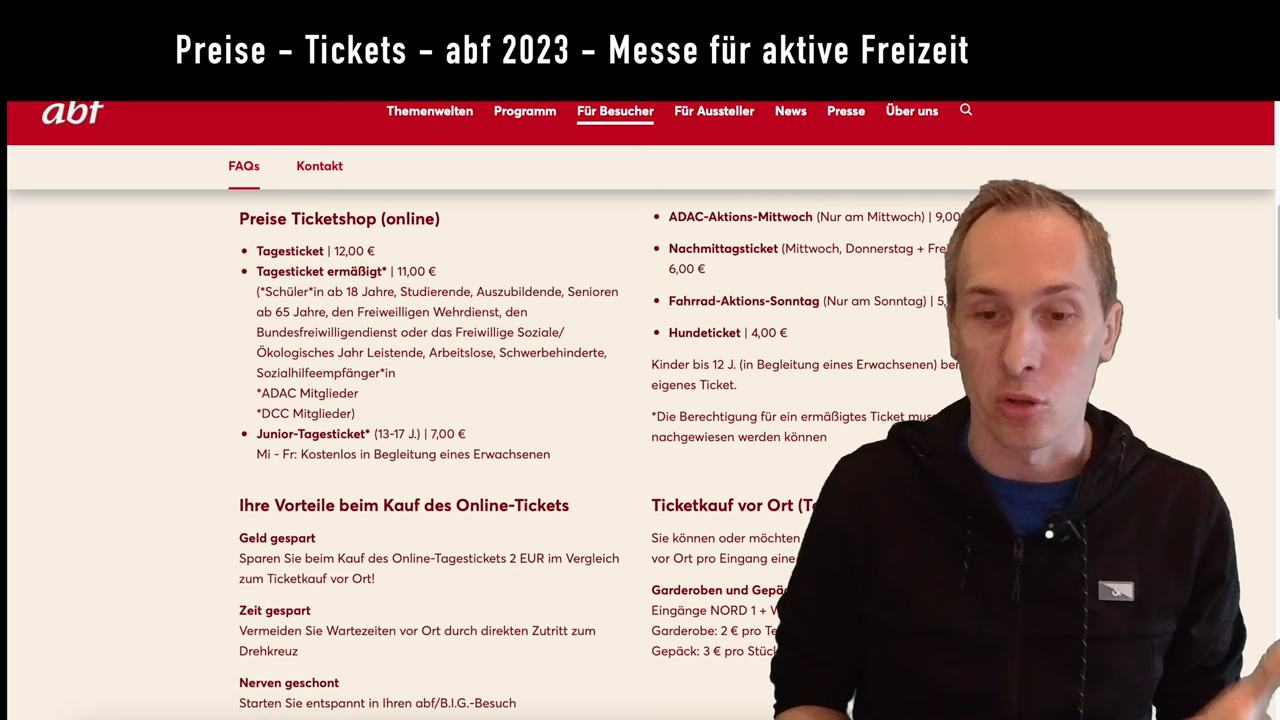 Preise - Tickets - abf 2023 - Messe für aktive Freizeit
abf
Themenwelten Programm Für Besucher Für Aussteller News Presse Über uns
FAQs Kontakt
Preise Ticketshop (online)
• Tagesticket | 12,00 €
• Tagesticket ermäßigt* | 11,00 €
(*Schüler*in ab 18 Jahre, Studierende, Auszubildende, Senioren
ab 65 Jahre, den Freiweilligen Wehrdienst, den
Bundesfreiwilligendienst oder das Freiwillige Soziale/
Ökologisches Jahr Leistende, Arbeitslose, Schwerbehinderte,
Sozialhilfeempfänger*in
*ADAC Mitglieder
*DCC Mitglieder)
• Junior-Tagesticket* (13-17 J.) | 7,00 €
Mi - Fr: Kostenlos in Begleitung eines Erwachsenen
• ADAC-Aktions-Mittwoch (Nur am Mittwoch) | 9,00
• Nachmittagsticket (Mittwoch, Donnerstag +
6,00 €
• Fahrrad-Aktions-Sonntag (Nur am Sonntag) | 5,
• Hundeticket | 4,00 €
Kinder bis 12 J. (in Begleitung eines Erwachsenen)
eigenes Ticket.
*Die Berechtigung für ein ermäßigtes Ticket
nachgewiesen werden können
Ihre Vorteile beim Kauf des Online-Tickets
Geld gespart
Sparen Sie beim Kauf des Online-Tagestickets 2 EUR im Vergleich
zum Ticketkauf vor Ort!
Zeit gespart
Vermeiden Sie Wartezeiten vor Ort durch direkten Zutritt zum
Drehkreuz
Nerven geschont
Starten Sie entspannt in Ihren abf/B.I.G.-Besuch
Ticketkauf vor Ort
Sie können oder möchten
vor Ort pro Eingang eine
Garderoben und
Eingänge NORD 1 +
Garderobe: 2 € pro
Gepäck: 3 € pro Stück